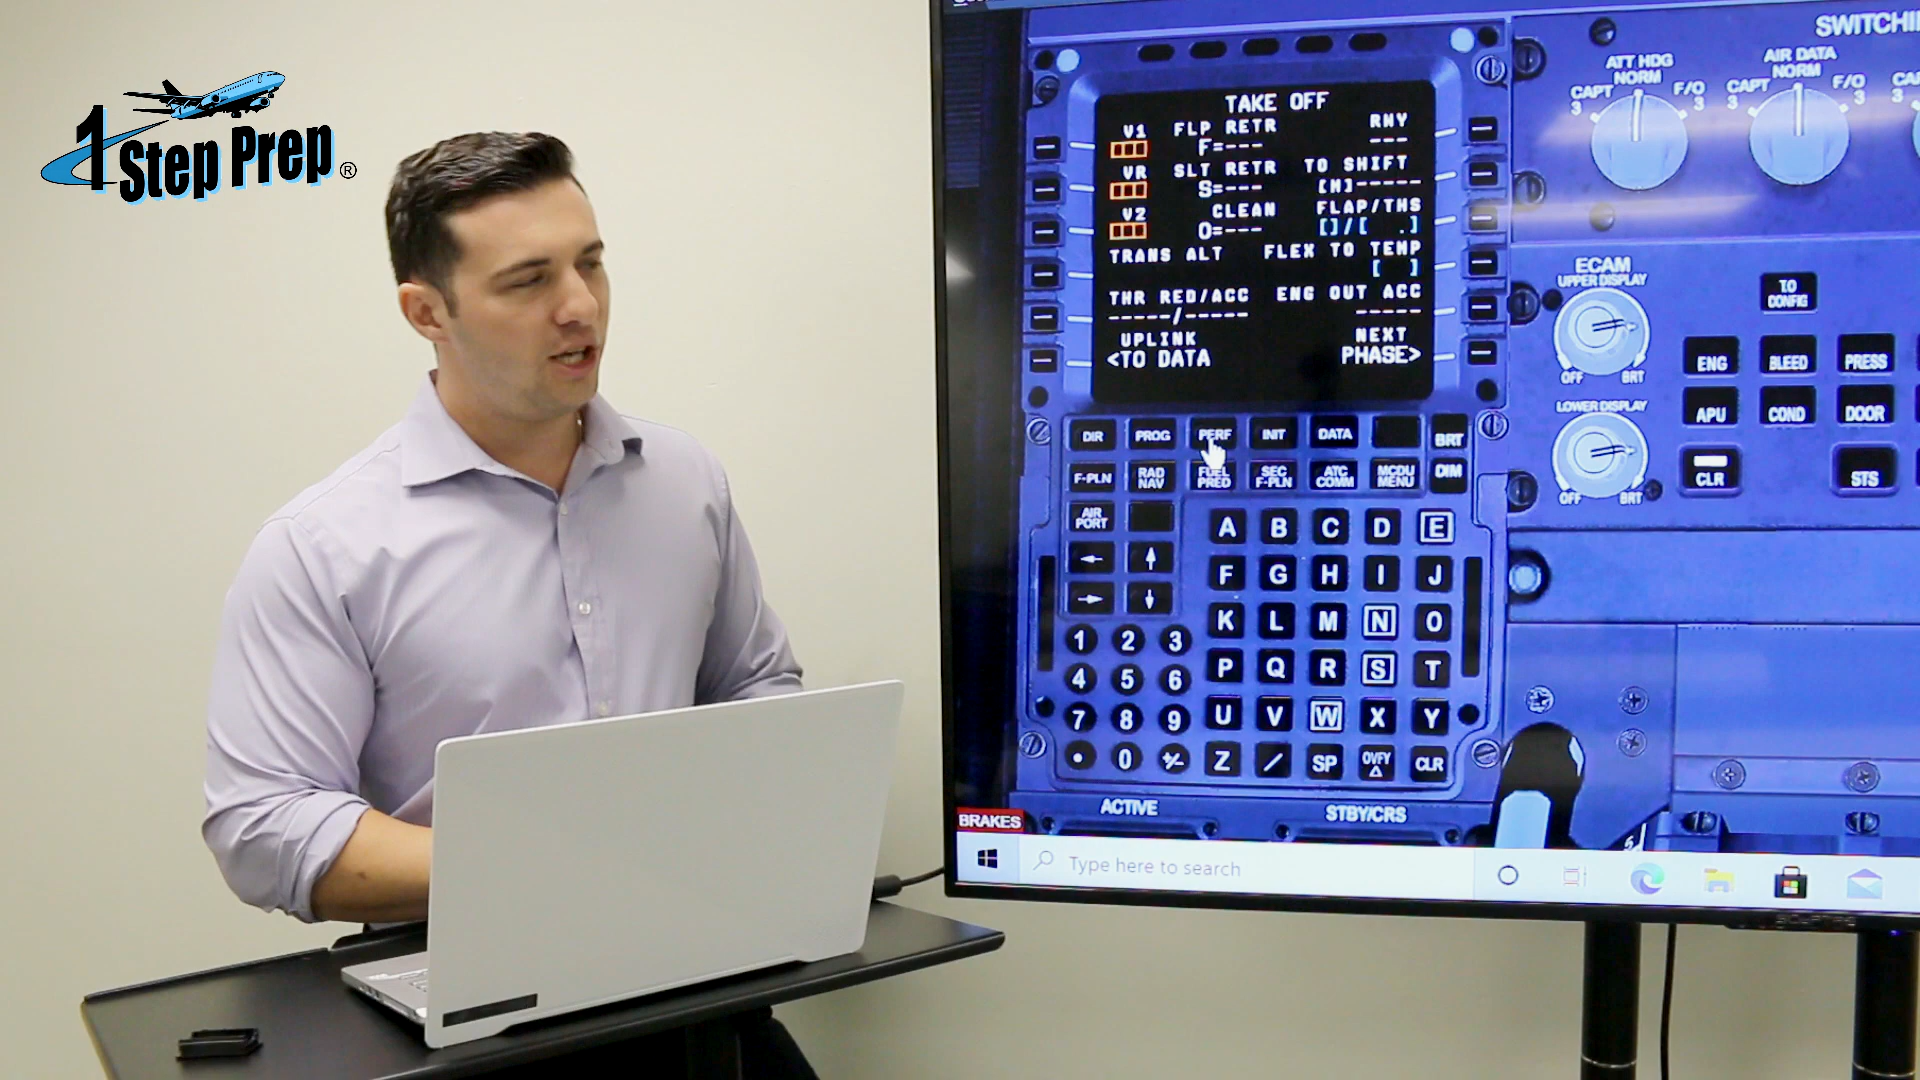 1 Step Prep ®
TAKE OFF
V1 FLP RETR RWY
F=--- ---
VR SLT RETR TO SHIFT
S=--- [M]-----
V2 CLEAN FLAP/THS
O=--- []/[ .]
TRANS ALT FLEX TO TEMP
[ ]
THR RED/ACC ENG OUT ACC
-----/----- -----
UPLINK NEXT
<TO DATA PHASE>
DIR PROG PERF INIT DATA BRT
F-PLN RAD NAV FUEL PRED SEC F-PLN ATC COMM MCDU MENU DIM
AIR PORT
← ↑
→ ↓
A B C D E
F G H I J
K L M N O
P Q R S T
U V W X Y
Z / SP OVFY Δ CLR
1 2 3
4 5 6
7 8 9
. 0 +/-
ACTIVE STBY/CRS
BRAKES
SWITCHI
ATT HDG AIR DATA
NORM NORM
CAPT F/O CAPT F/O CA
3 3 3 3 3
ECAM
UPPER DISPLAY
OFF BRT
T.O CONFIG
ENG BLEED PRESS
LOWER DISPLAY
APU COND DOOR
OFF BRT
CLR STS
Type here to search